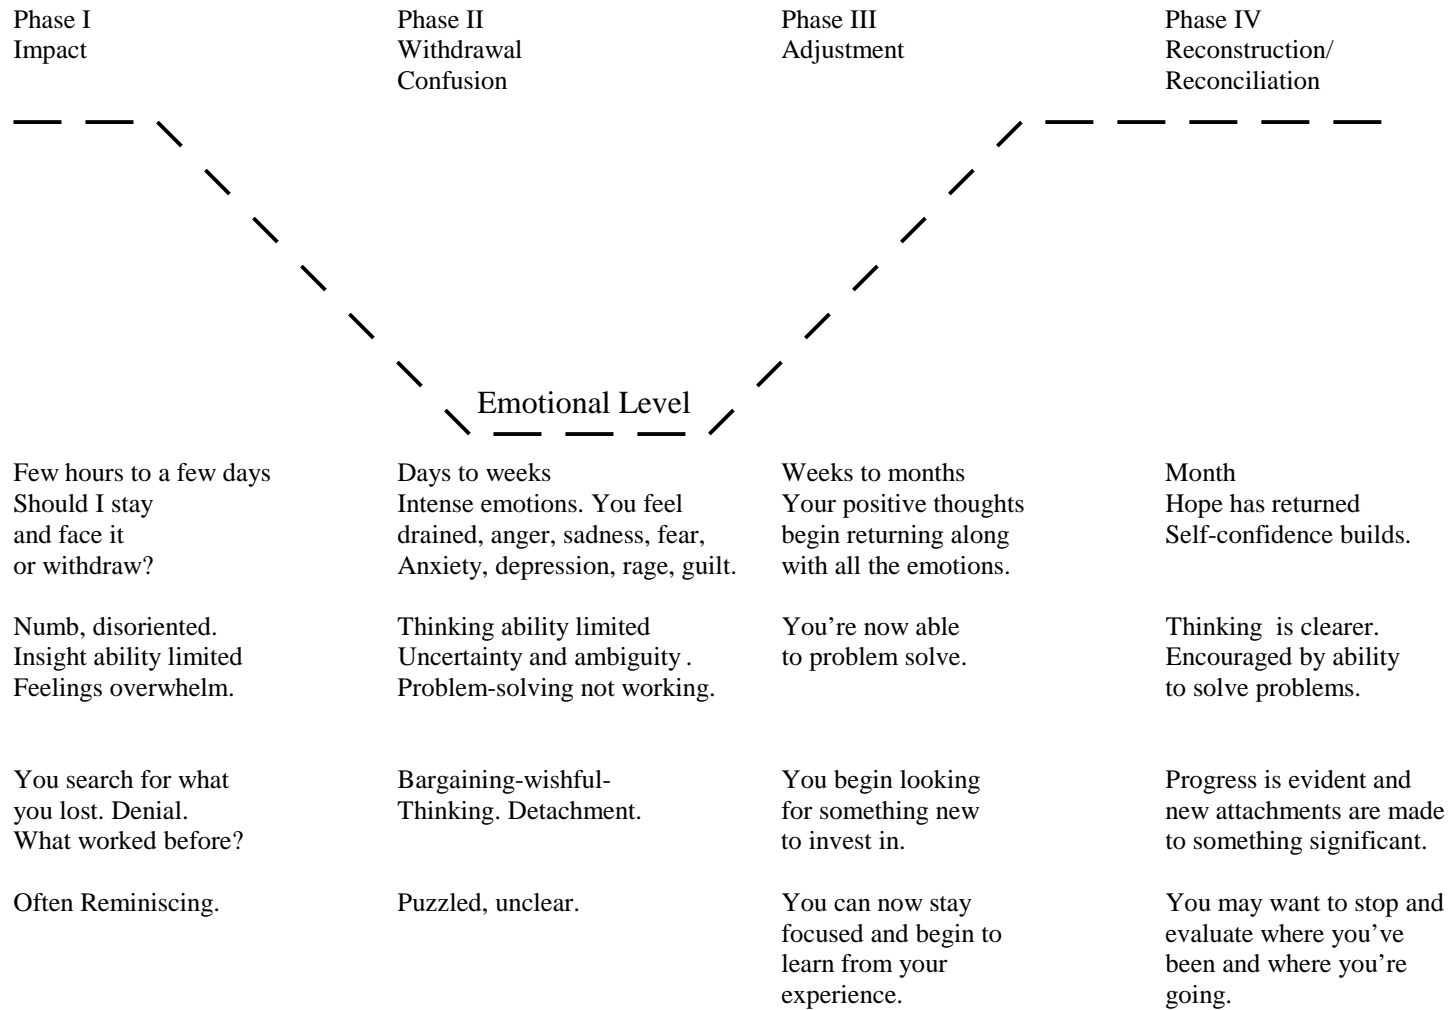 Phase I
Impact
Phase II
Withdrawal
Confusion
Phase III
Adjustment
Phase IV
Reconstruction/
Reconciliation
Emotional Level
Few hours to a few days
Should I stay
and face it
or withdraw?
Numb, disoriented.
Insight ability limited
Feelings overwhelm.
You search for what
you lost. Denial.
What worked before?
Often Reminiscing.
Days to weeks
Intense emotions. You feel
drained, anger, sadness, fear,
Anxiety, depression, rage, guilt.
Thinking ability limited
Uncertainty and ambiguity .
Problem-solving not working.
Bargaining-wishful-
Thinking. Detachment.
Puzzled, unclear.
Weeks to months
Your positive thoughts
begin returning along
with all the emotions.
You’re now able
to problem solve.
You begin looking
for something new
to invest in.
You can now stay
focused and begin to
learn from your
experience.
Month
Hope has returned
Self-confidence builds.
Thinking  is clearer.
Encouraged by ability
to solve problems.
Progress is evident and
new attachments are made
to something significant.
You may want to stop and
evaluate where you’ve
been and where you’re
going.